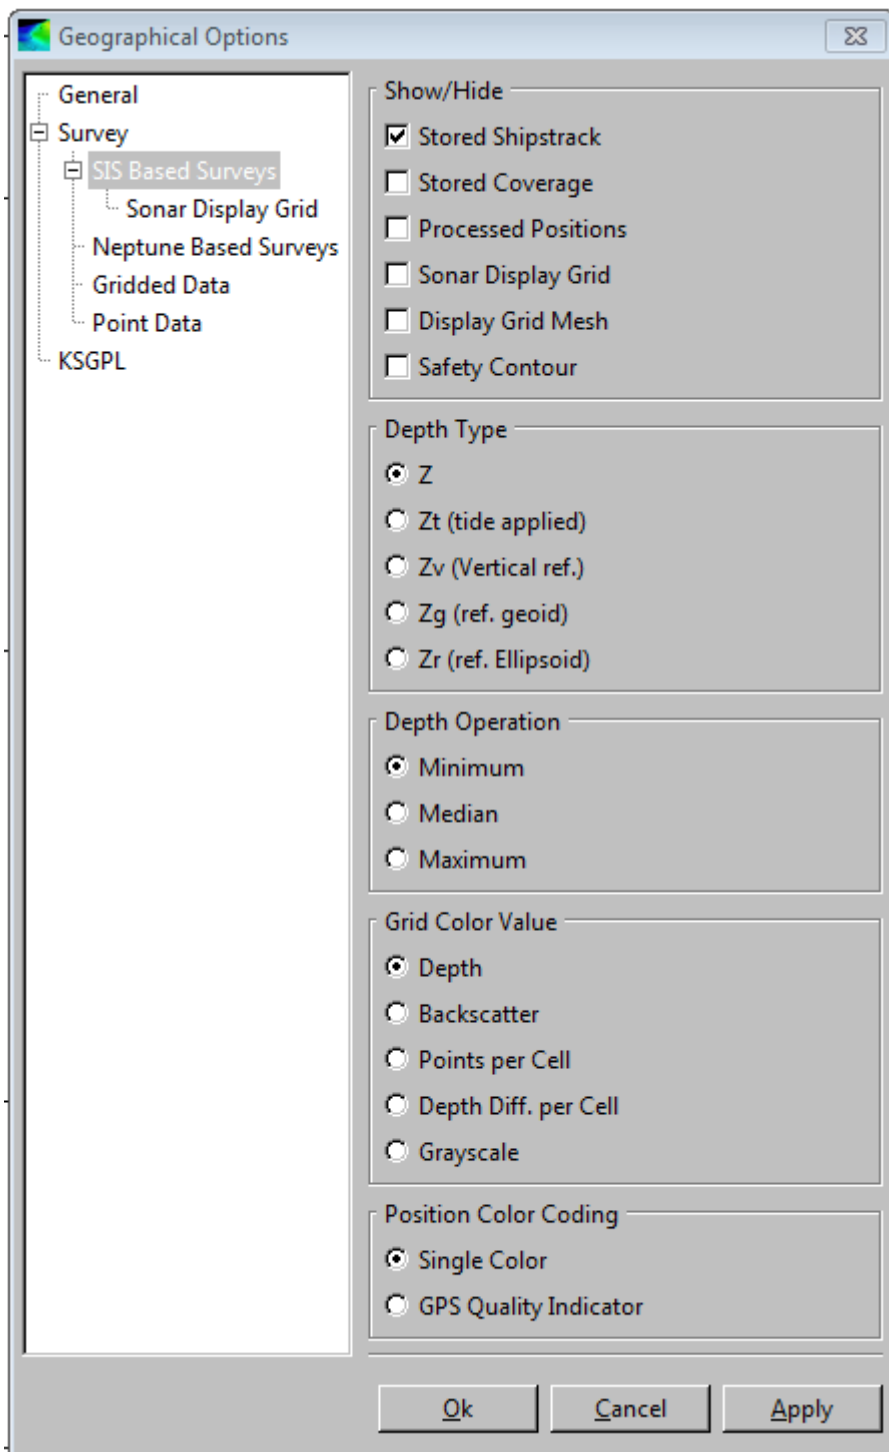 Geographical Options
General
Survey
SIS Based Surveys
Sonar Display Grid
Neptune Based Surveys
Gridded Data
Point Data
KSGPL
Show/Hide
Stored Shipstrack
Stored Coverage
Processed Positions
Sonar Display Grid
Display Grid Mesh
Safety Contour
Depth Type
Z
Zt (tide applied)
Zv (Vertical ref.)
Zg (ref. geoid)
Zr (ref. Ellipsoid)
Depth Operation
Minimum
Median
Maximum
Grid Color Value
Depth
Backscatter
Points per Cell
Depth Diff. per Cell
Grayscale
Position Color Coding
Single Color
GPS Quality Indicator
Ok Cancel Apply